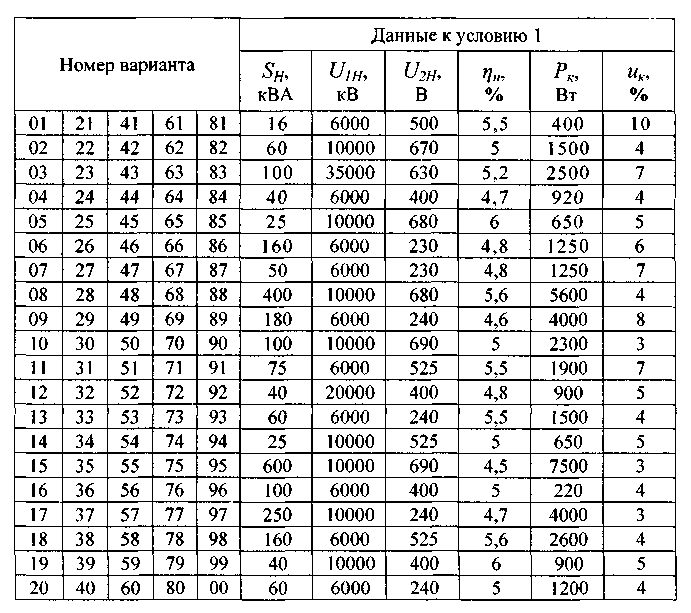 Номер варианта Данные к условию 1
S_H, кВА U_1H, кВ U_2H, В η_н, % P_к, Вт u_к, %
01 21 41 61 81 16 6000 500 5,5 400 10
02 22 42 62 82 60 10000 670 5 1500 4
03 23 43 63 83 100 35000 630 5,2 2500 7
04 24 44 64 84 40 6000 400 4,7 920 4
05 25 45 65 85 25 10000 680 6 650 5
06 26 46 66 86 160 6000 230 4,8 1250 6
07 27 47 67 87 50 6000 230 4,8 1250 7
08 28 48 68 88 400 10000 680 5,6 5600 4
09 29 49 69 89 180 6000 240 4,6 4000 8
10 30 50 70 90 100 10000 690 5 2300 3
11 31 51 71 91 75 6000 525 5,5 1900 7
12 32 52 72 92 40 20000 400 4,8 900 5
13 33 53 73 93 60 6000 240 5,5 1500 4
14 34 54 74 94 25 10000 525 5 650 5
15 35 55 75 95 600 10000 690 4,5 7500 3
16 36 56 76 96 100 6000 400 5 220 4
17 37 57 77 97 250 10000 240 4,7 4000 3
18 38 58 78 98 160 6000 525 5,6 2600 4
19 39 59 79 99 40 10000 400 6 900 5
20 40 60 80 00 60 6000 240 5 1200 4